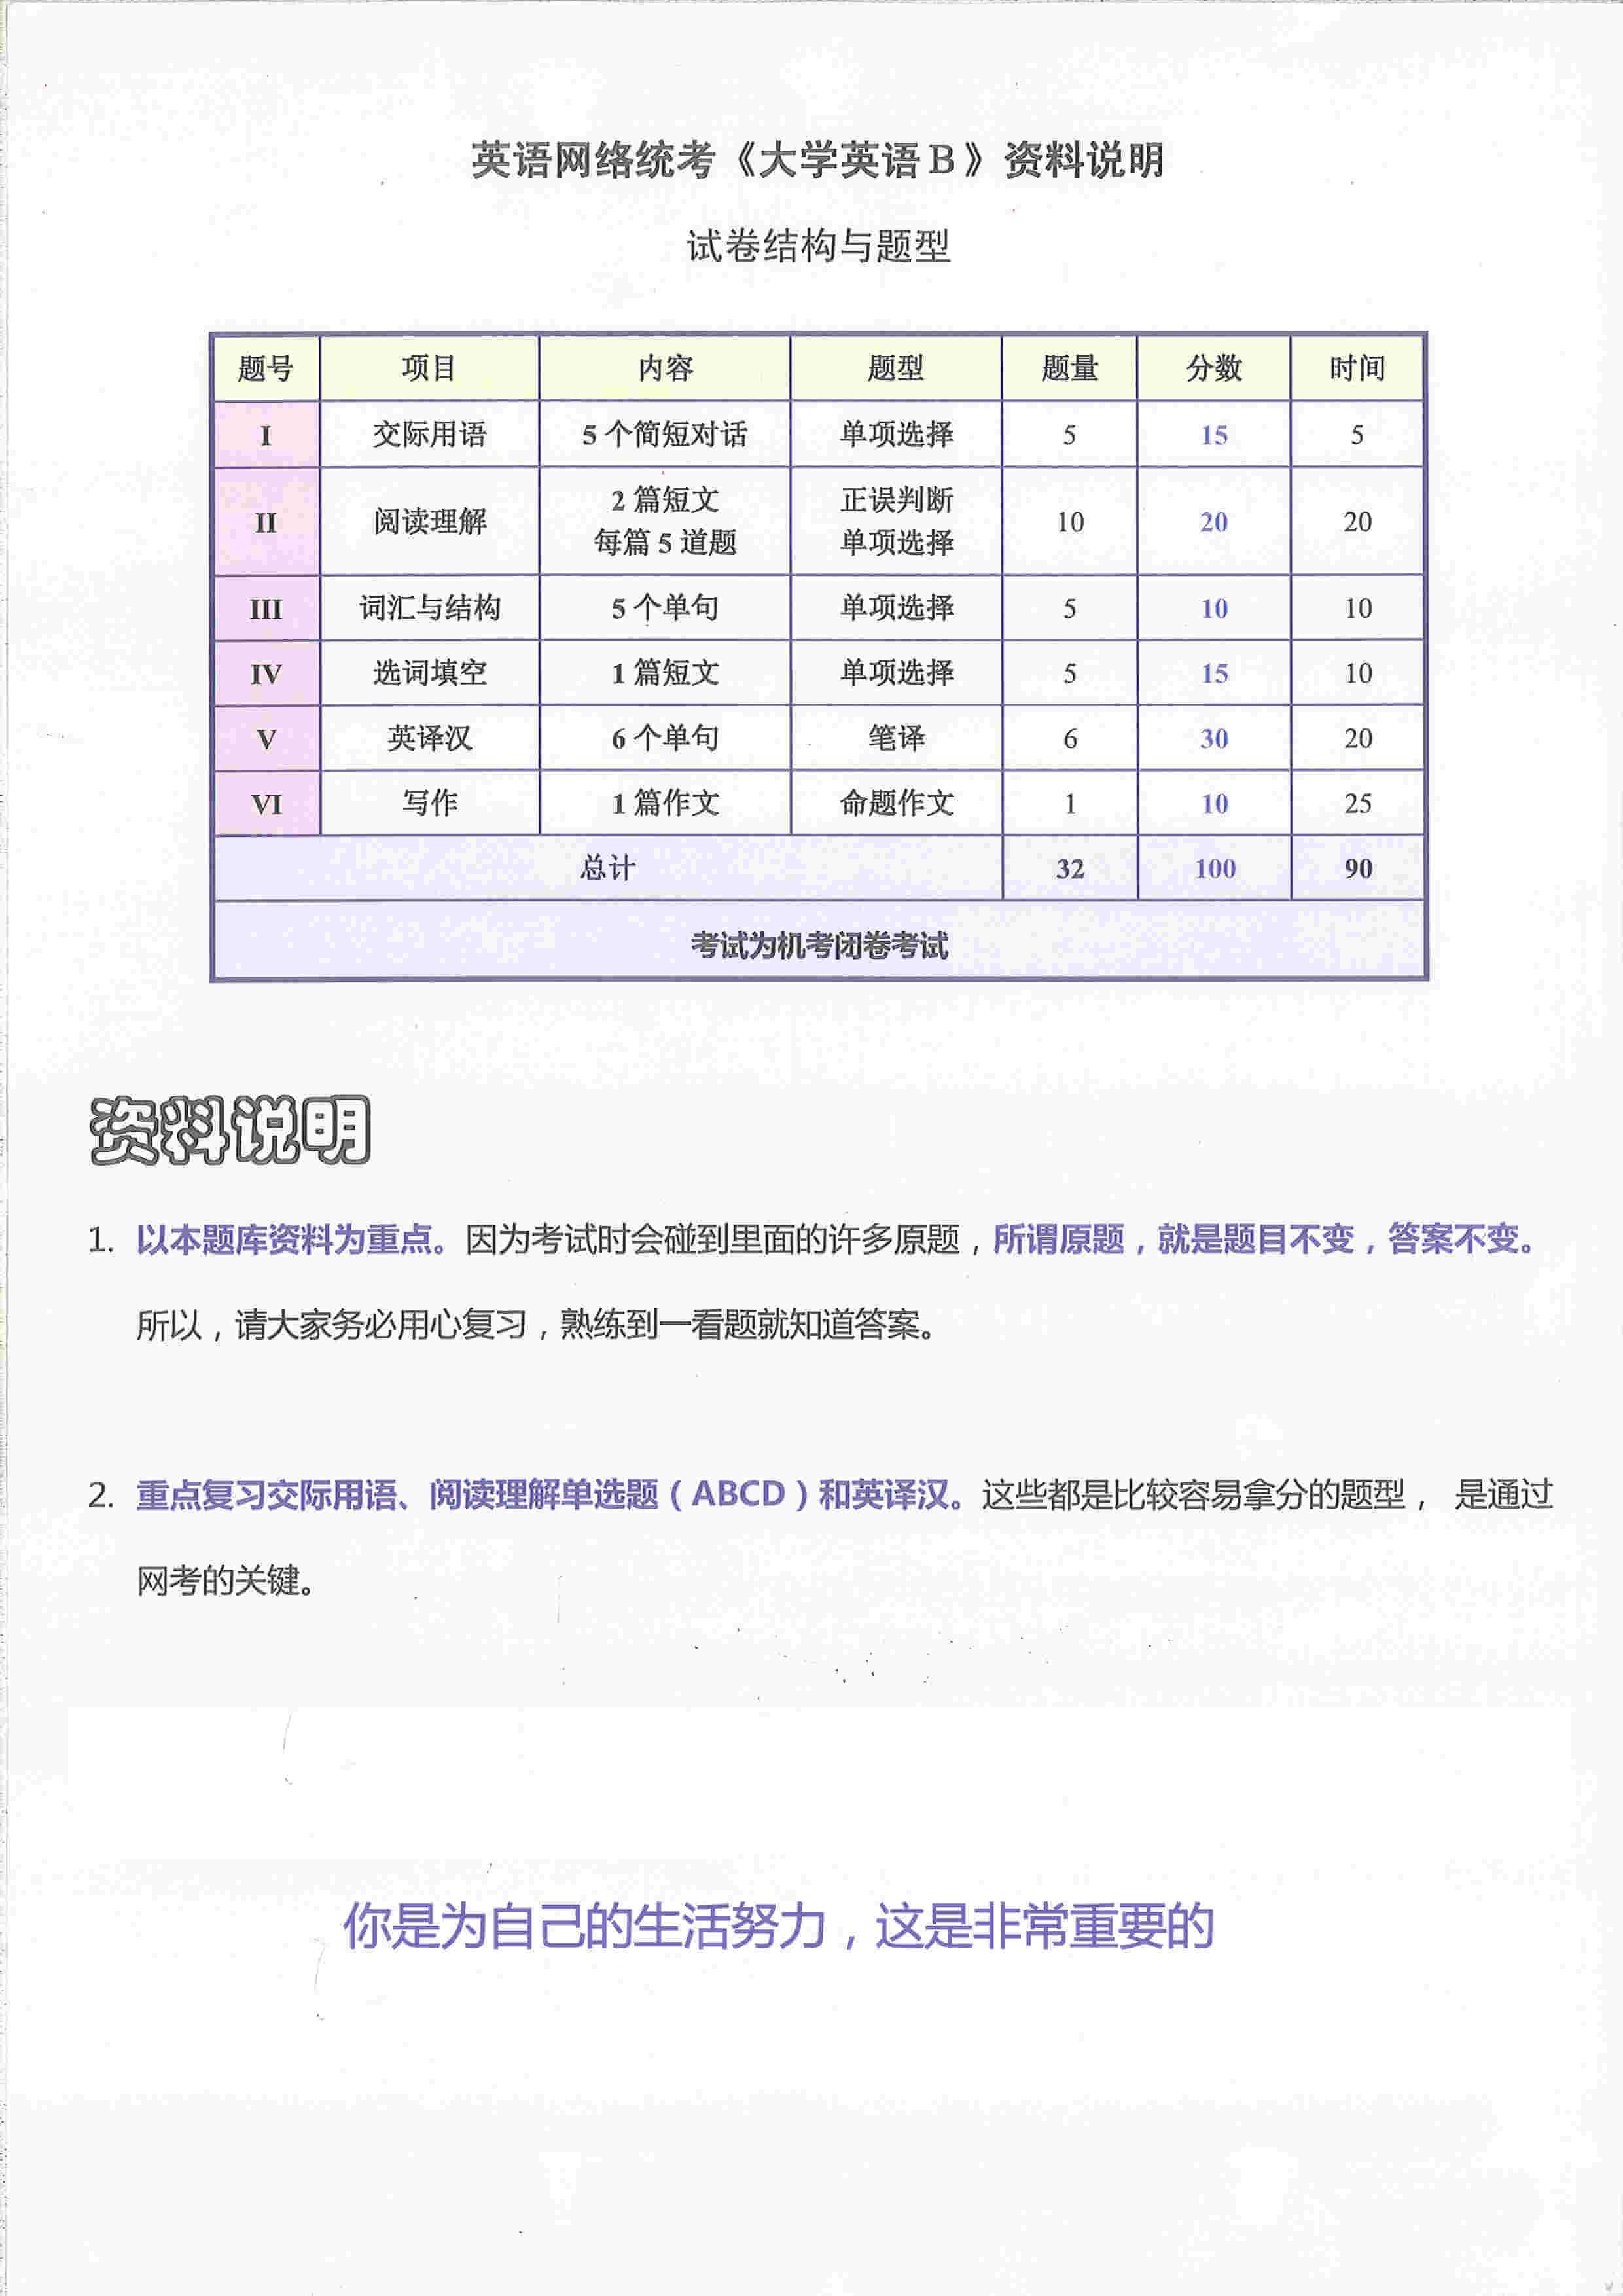 英语网络统考《大学英语B》资料说明
试卷结构与题型
题号 项目 内容 题型 题量 分数 时间
I 交际用语 5个简短对话 单项选择 5 15 5
II 阅读理解 2篇短文 每篇5道题 正误判断 单项选择 10 20 20
III 词汇与结构 5个单句 单项选择 5 10 10
IV 选词填空 1篇短文 单项选择 5 15 10
V 英译汉 6个单句 笔译 6 30 20
VI 写作 1篇作文 命题作文 1 10 25
总计 32 100 90
考试为机考闭卷考试
资料说明
1. 以本题库资料为重点。因为考试时会碰到里面的许多原题，所谓原题，就是题目不变，答案不变。
所以，请大家务必用心复习，熟练到一看题就知道答案。
2. 重点复习交际用语、阅读理解单选题（ABCD）和英译汉。这些都是比较容易拿分的题型， 是通过
网考的关键。
你是为自己的生活努力，这是非常重要的